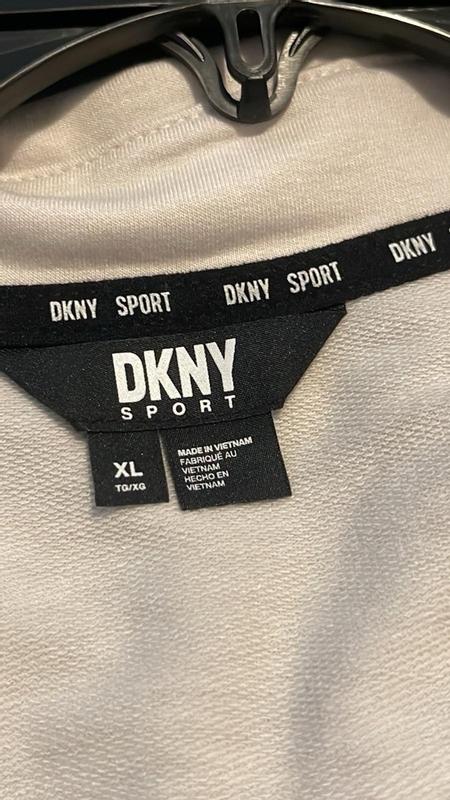 DKNY SPORT DKNY SPORT DKNY
DKNY
SPORT
XL
TG/XG
MADE IN VIETNAM
FABRIQUÉ AU
VIETNAM
HECHO EN
VIETNAM